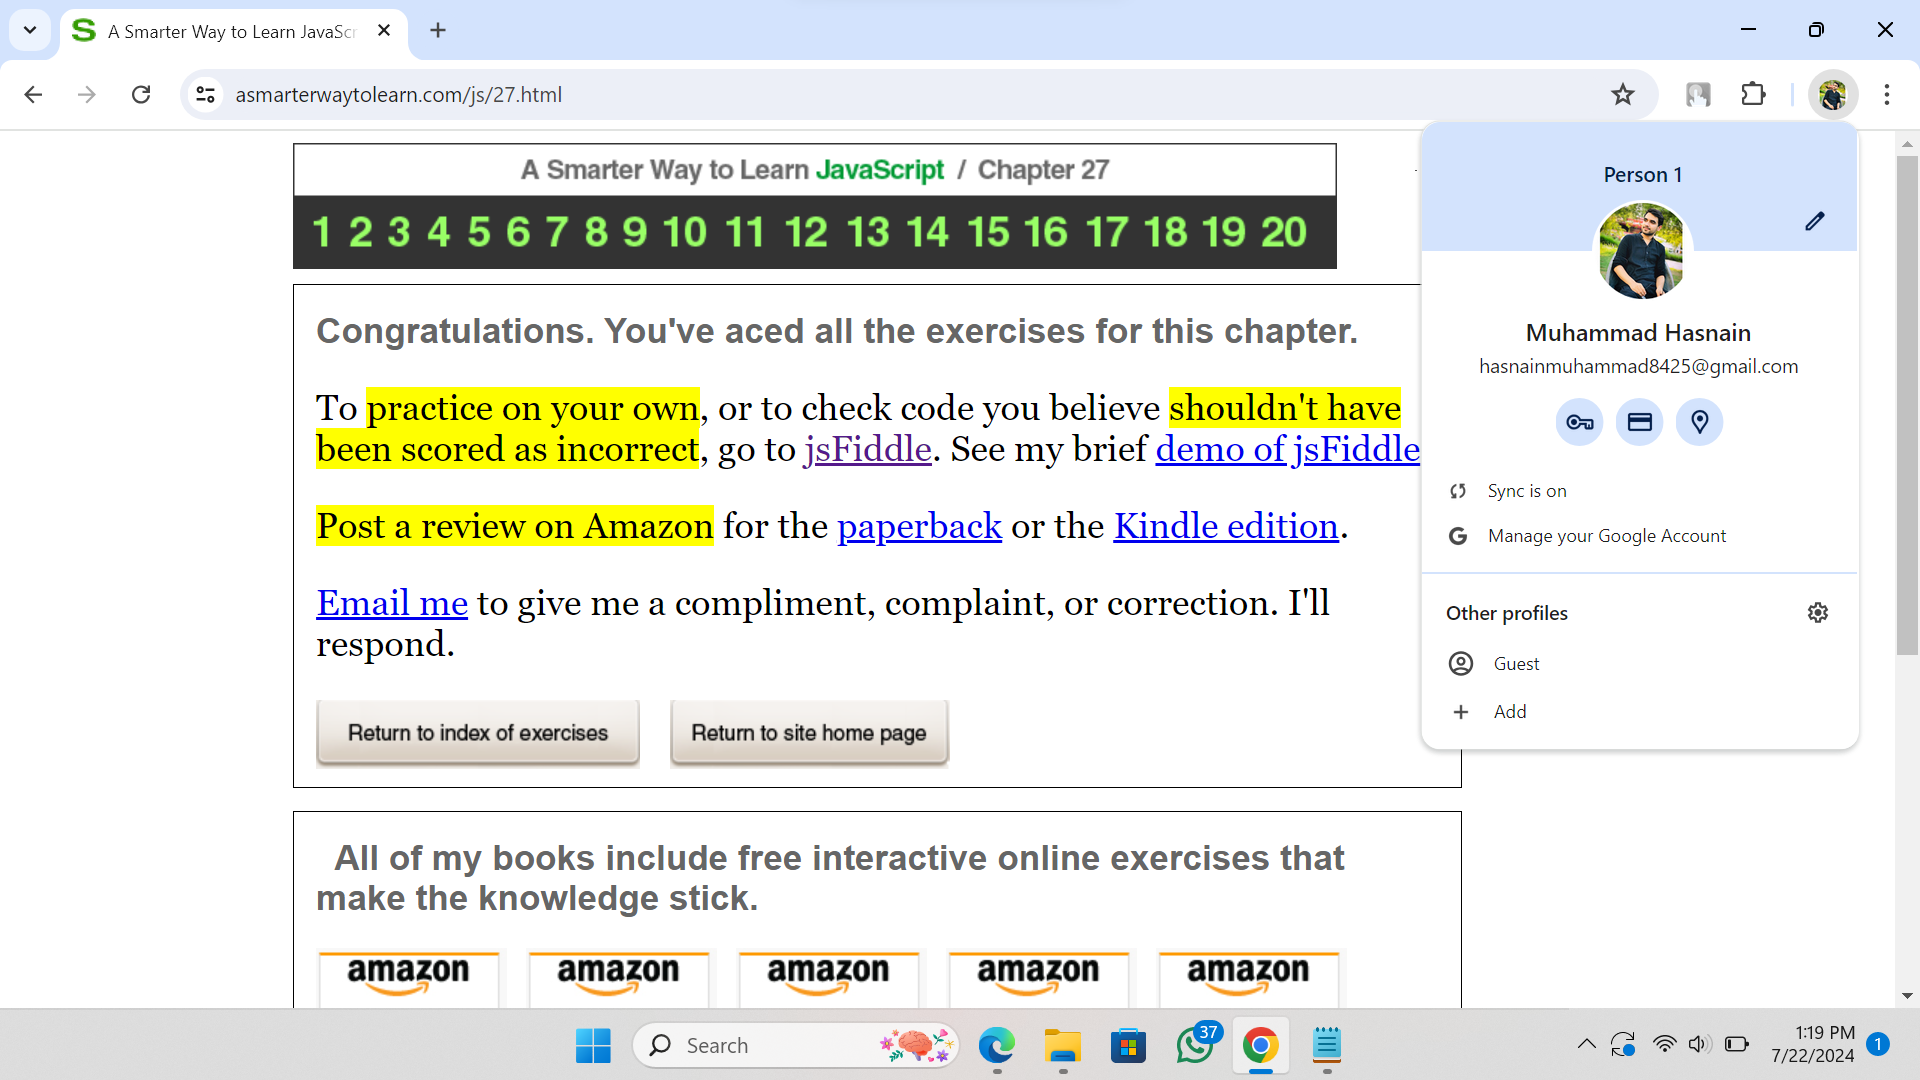 A Smarter Way to Learn JavaScr
asmarterwaytolearn.com/js/27.html
A Smarter Way to Learn JavaScript / Chapter 27
1 2 3 4 5 6 7 8 9 10 11 12 13 14 15 16 17 18 19 20
Congratulations. You've aced all the exercises for this chapter.
To practice on your own, or to check code you believe shouldn't have
been scored as incorrect, go to jsFiddle. See my brief demo of jsFiddle
Post a review on Amazon for the paperback or the Kindle edition.
Email me to give me a compliment, complaint, or correction. I'll
respond.
Return to index of exercises
Return to site home page
All of my books include free interactive online exercises that
make the knowledge stick.
amazon
amazon
amazon
amazon
amazon
Person 1
Muhammad Hasnain
hasnainmuhammad8425@gmail.com
Sync is on
Manage your Google Account
Other profiles
Guest
Add
Search
37
1:19 PM
7/22/2024
1